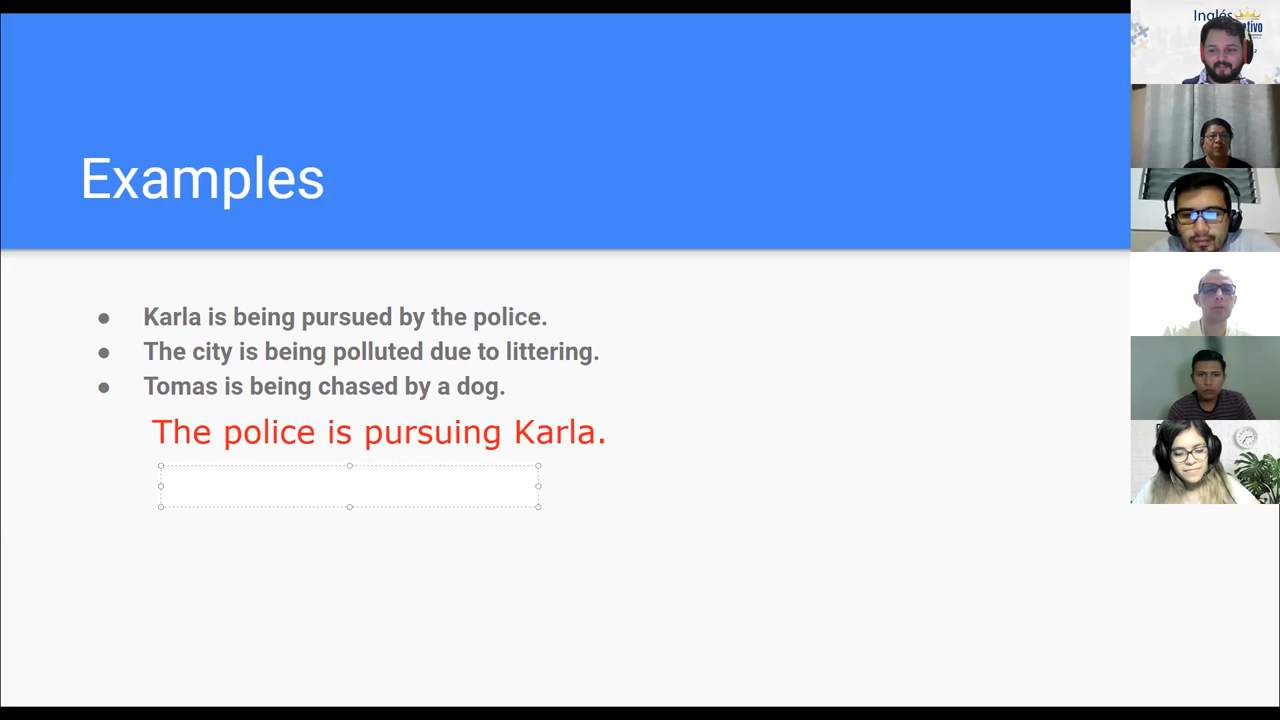 Examples
● Karla is being pursued by the police.
● The city is being polluted due to littering.
● Tomas is being chased by a dog.
The police is pursuing Karla.
Inglés